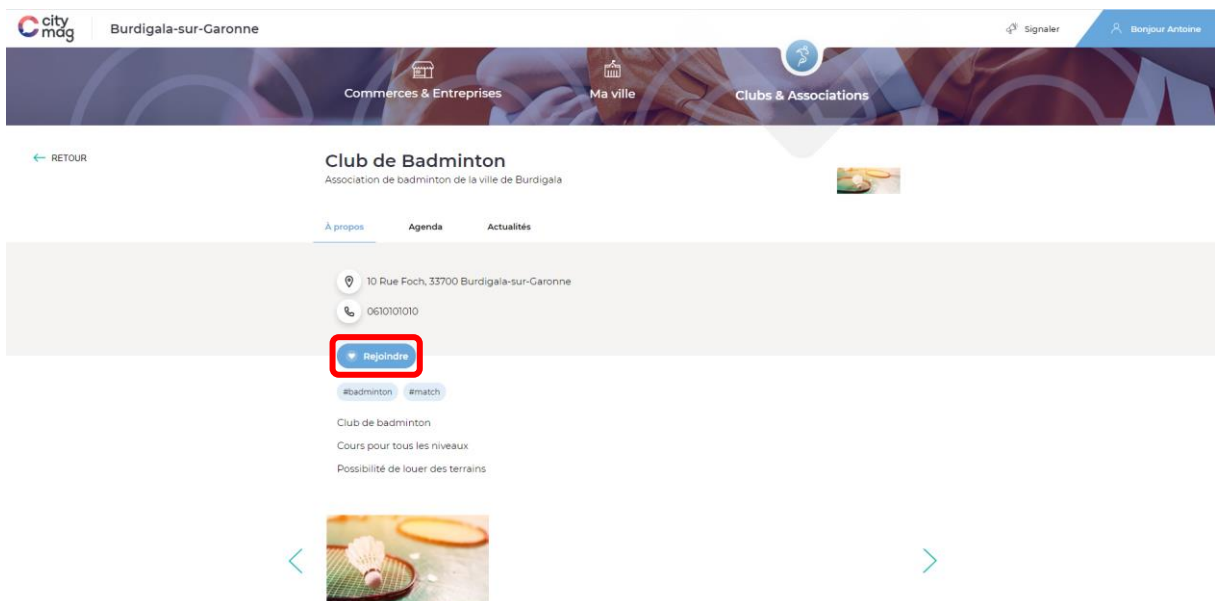 city
mag
Burdigala-sur-Garonne
Signaler
Bonjour Antoine
Commerces & Entreprises
Ma ville
Clubs & Associations
← RETOUR
Club de Badminton
Association de badminton de la ville de Burdigala
À propos
Agenda
Actualités
10 Rue Foch, 33700 Burdigala-sur-Garonne
0610101010
Rejoindre
#badminton #match
Club de badminton
Cours pour tous les niveaux
Possibilité de louer des terrains